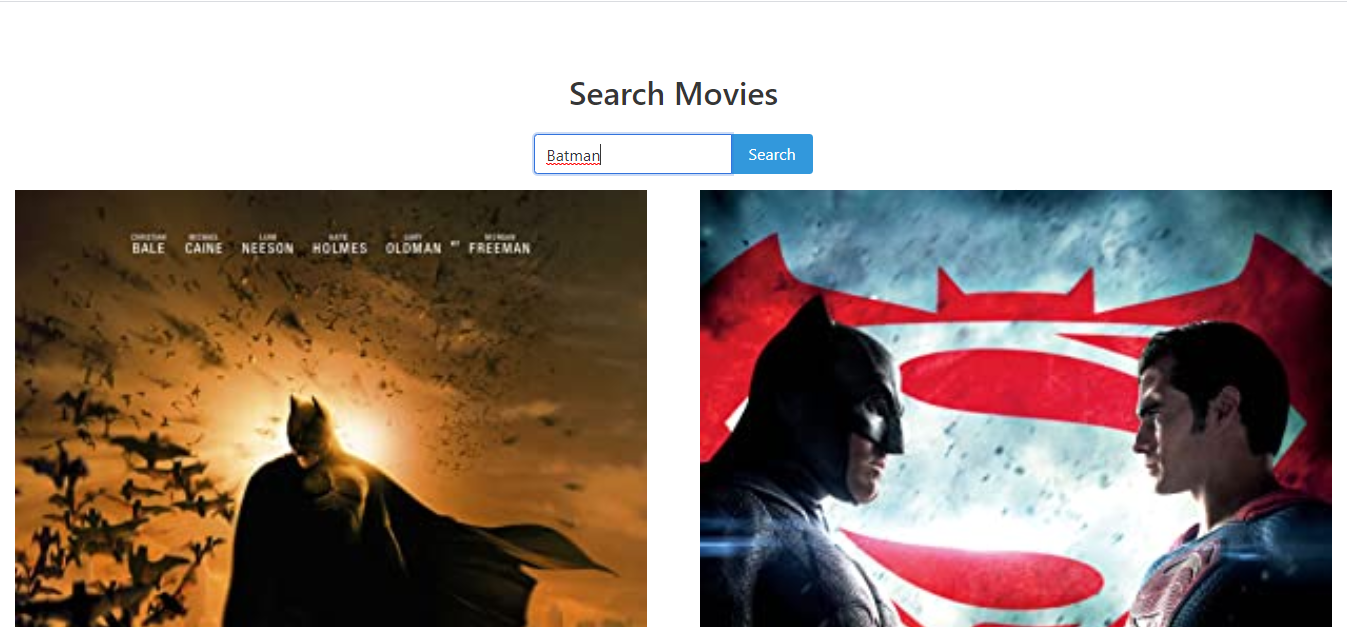 Search Movies
Batman
Search
CHRISTIAN MICHAEL LIAM KATIE GARY MORGAN
BALE CAINE NEESON HOLMES OLDMAN FREEMAN